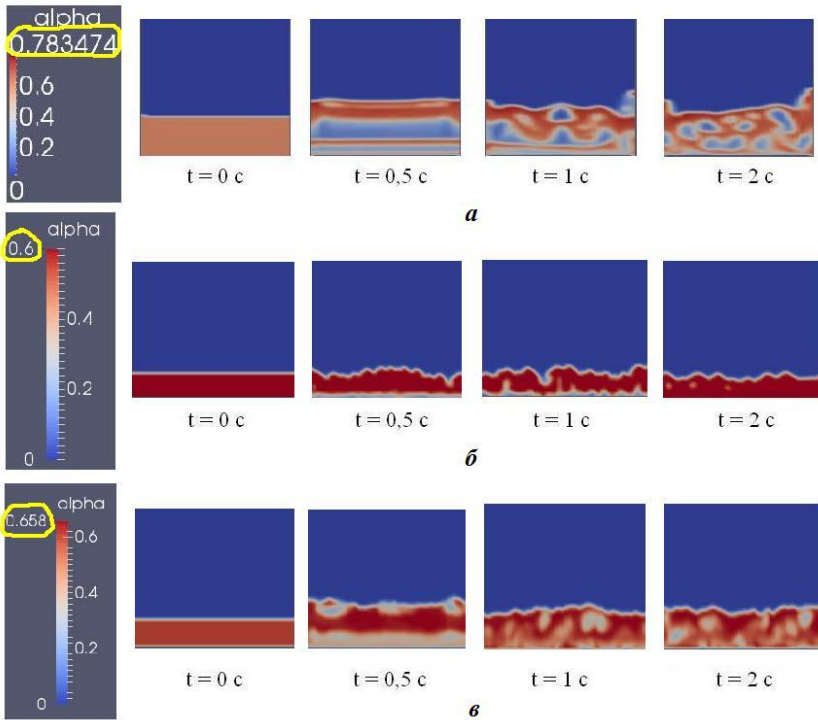 alpha
0.783474
0.6
0.4
0.2
0
t = 0 с
t = 0,5 с
t = 1 с
t = 2 с
а
alpha
0.6
0.4
0.2
0
t = 0 с
t = 0,5 с
t = 1 с
t = 2 с
б
alpha
0.658
0.6
0.4
0.2
0
t = 0 с
t = 0,5 с
t = 1 с
t = 2 с
в